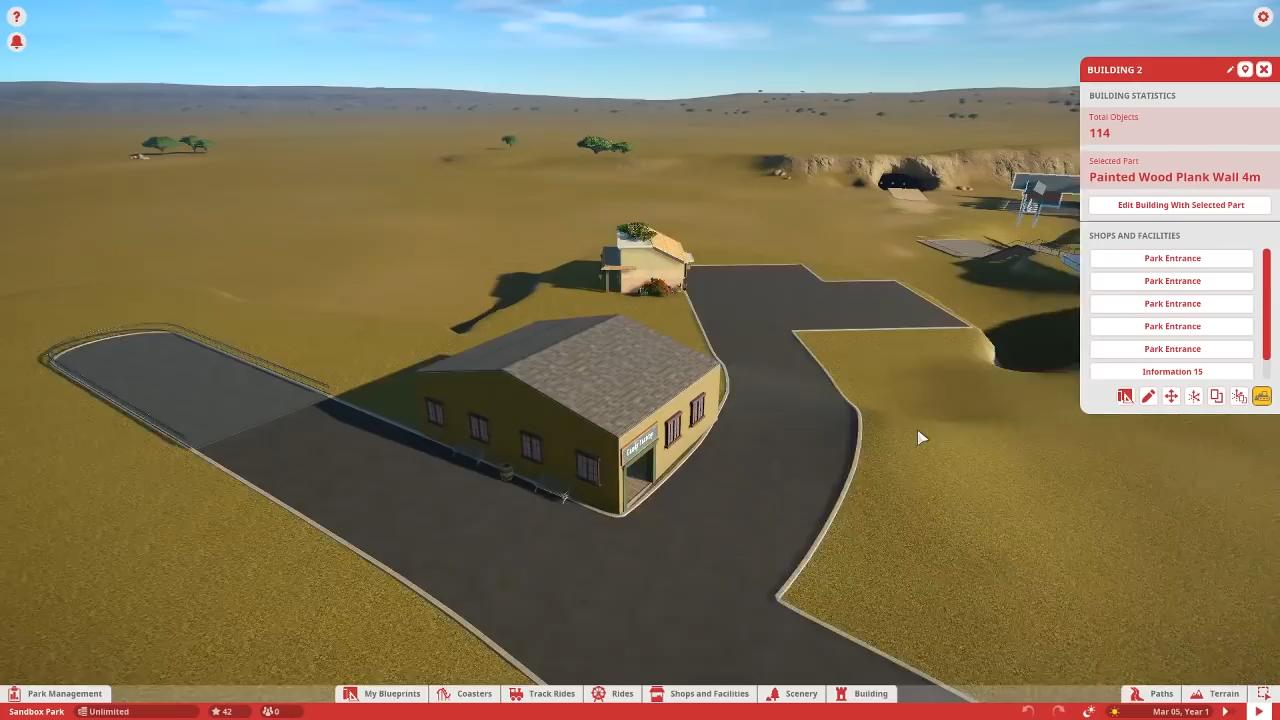 BUILDING 2
BUILDING STATISTICS
Total Objects
114
Selected Part
Painted Wood Plank Wall 4m
Edit Building With Selected Part
SHOPS AND FACILITIES
Park Entrance
Park Entrance
Park Entrance
Park Entrance
Park Entrance
Information 15
Park Management
My Blueprints
Coasters
Track Rides
Rides
Shops and Facilities
Scenery
Building
Paths
Terrain
Sandbox Park
Unlimited
42
0
Mar 05, Year 1